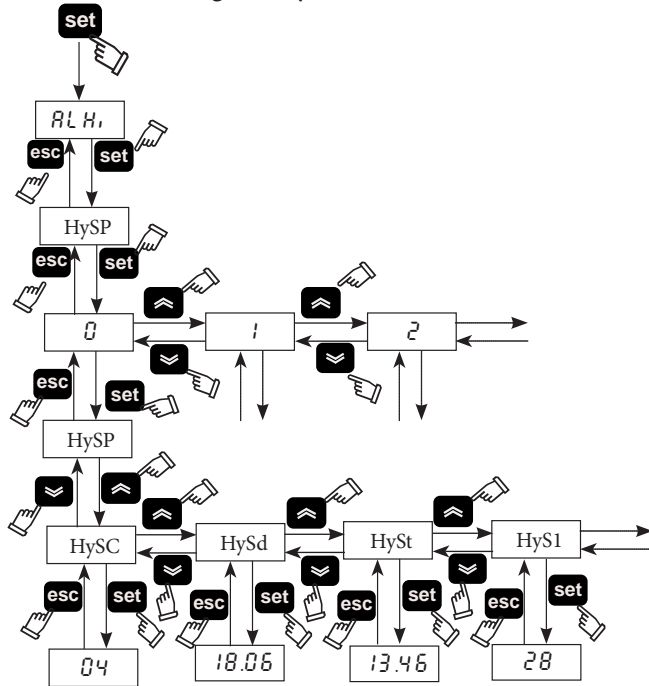 set
ALHi
esc set
HySP
esc set
0 1 2
esc set
HySP
HySC HySd HySt HyS1
esc set esc set esc set esc set
04 18.06 13.46 28